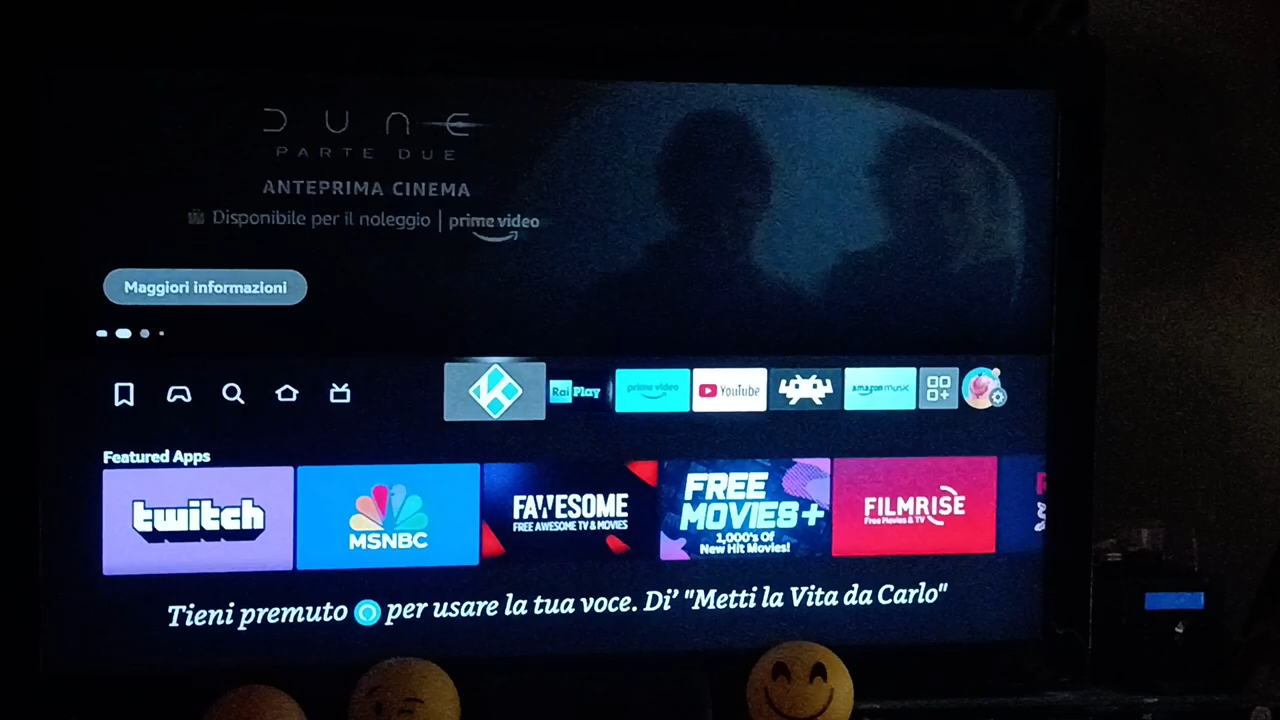 DUNE
PARTE DUE
ANTEPRIMA CINEMA
Disponibile per il noleggio | prime video
Maggiori informazioni
Rai Play
prime video
YouTube
amazon music
Featured Apps
twitch
MSNBC
FAWESOME
FREE AWESOME TV & MOVIES
FREE
MOVIES+
1,000's Of
New Hit Movies!
FILMRISE
Free Movies & TV
Tieni premuto per usare la tua voce. Di’ "Metti la Vita da Carlo"